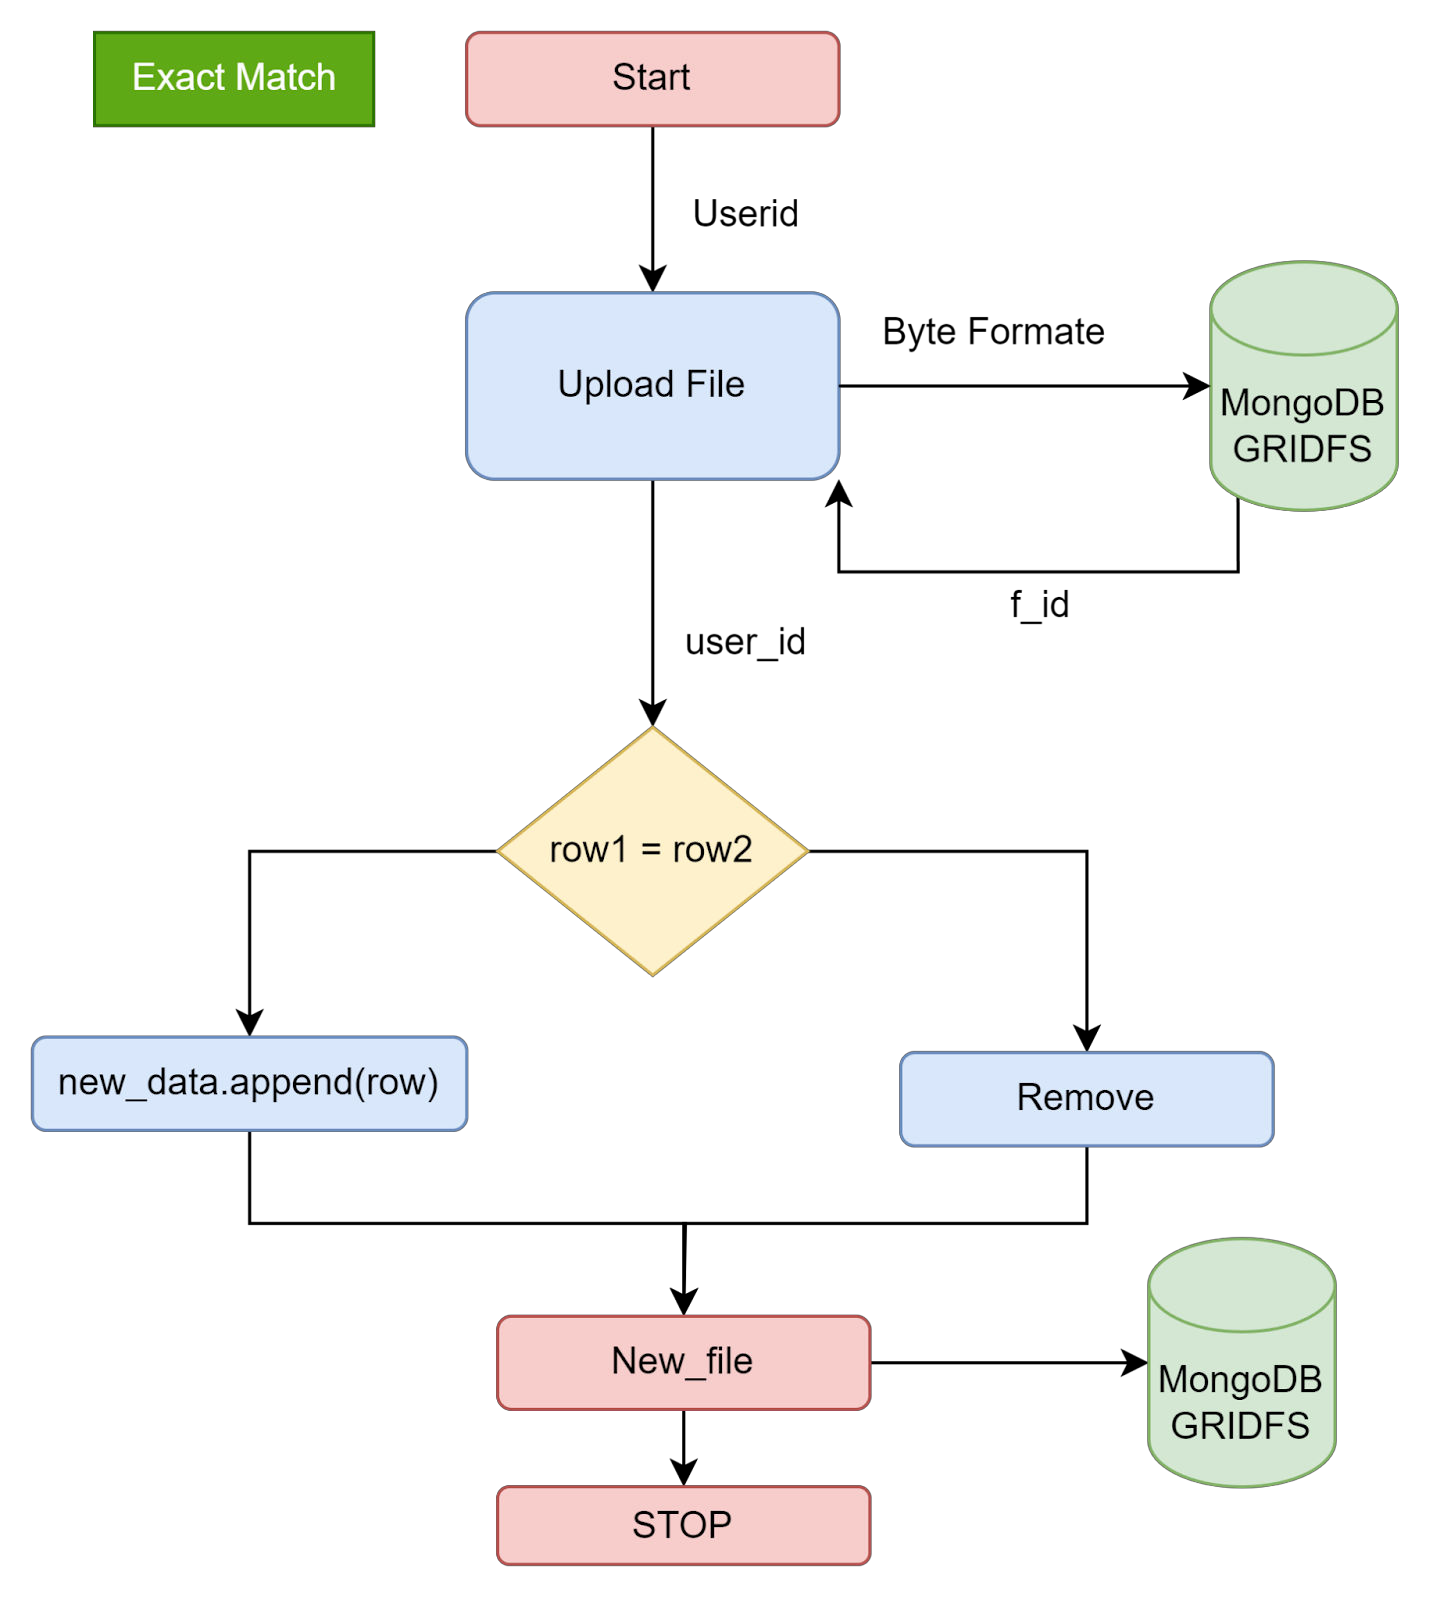 Exact Match
Start
Userid
Upload File
Byte Formate
MongoDB
GRIDFS
f_id
user_id
row1 = row2
new_data.append(row)
Remove
New_file
MongoDB
GRIDFS
STOP